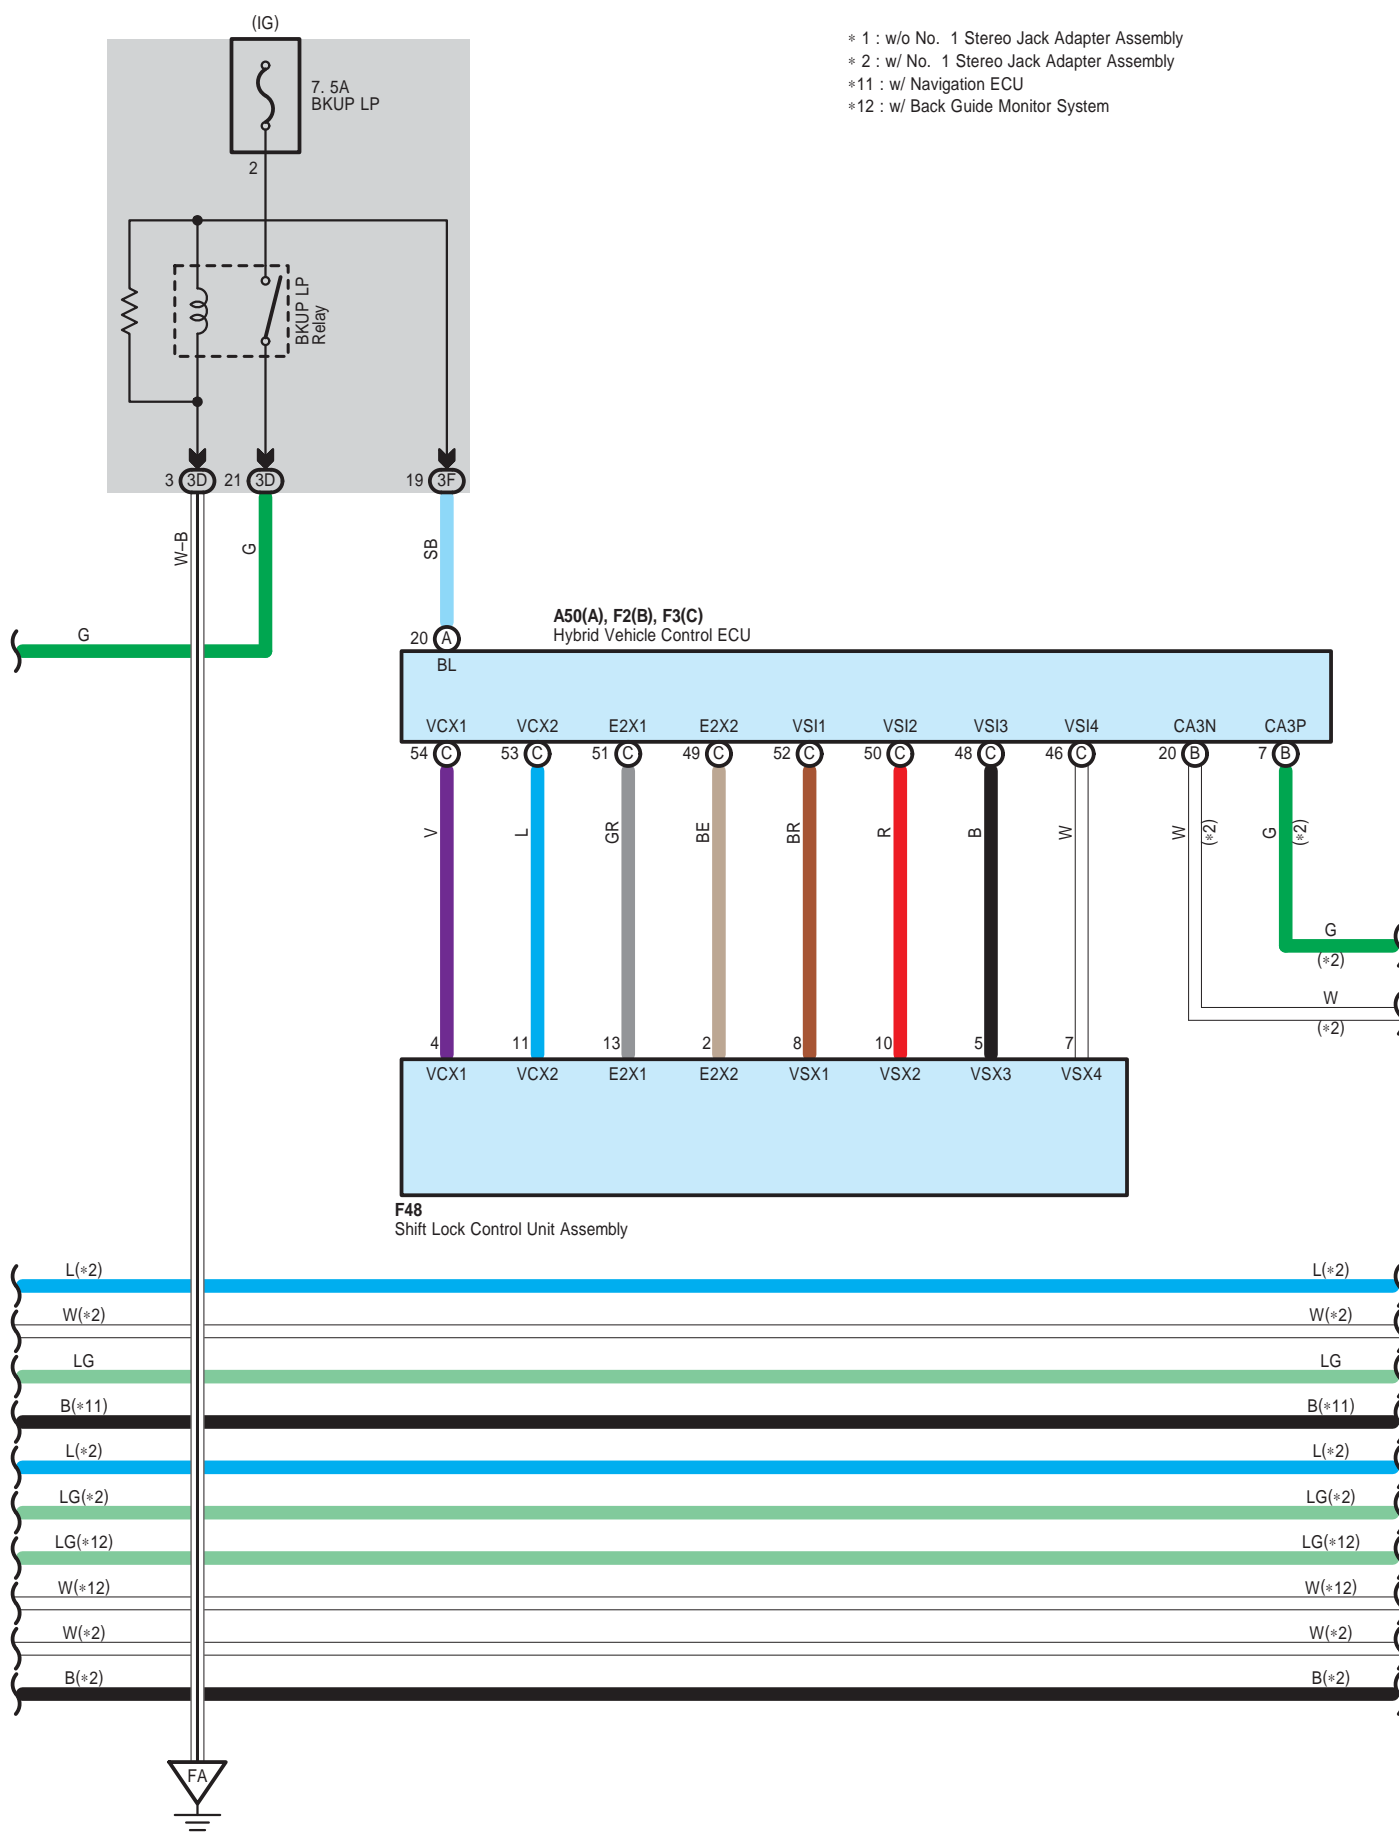 (IG)
* 1 : w/o No. 1 Stereo Jack Adapter Assembly
* 2 : w/ No. 1 Stereo Jack Adapter Assembly
*11 : w/ Navigation ECU
*12 : w/ Back Guide Monitor System
7. 5A
BKUP LP
2
BKUP LP
Relay
3 3D 21 3D 19 3F
W–B G SB
G
A50(A), F2(B), F3(C)
Hybrid Vehicle Control ECU
20 A
BL
VCX1 VCX2 E2X1 E2X2 VSI1 VSI2 VSI3 VSI4 CA3N CA3P
54 C 53 C 51 C 49 C 52 C 50 C 48 C 46 C 20 B 7 B
V L GR BE BR R B W W (*2) G (*2)
G
(*2)
W
(*2)
4 11 13 2 8 10 5 7
VCX1 VCX2 E2X1 E2X2 VSX1 VSX2 VSX3 VSX4
F48
Shift Lock Control Unit Assembly
L(*2) L(*2)
W(*2) W(*2)
LG LG
B(*11) B(*11)
L(*2) L(*2)
LG(*2) LG(*2)
LG(*12) LG(*12)
W(*12) W(*12)
W(*2) W(*2)
B(*2) B(*2)
FA